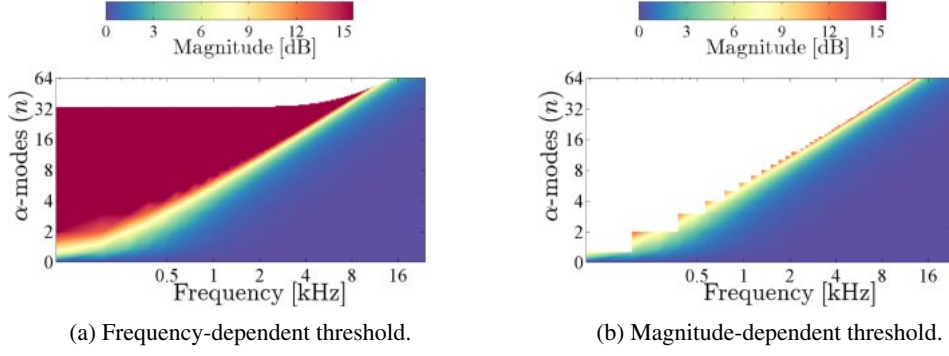 0 3 6 9 12 15
Magnitude [dB]
64
32
16
8
4
2
0
α-modes (n)
0.5 1 2 4 8 16
Frequency [kHz]
(a) Frequency-dependent threshold.
0 3 6 9 12 15
Magnitude [dB]
64
32
16
8
4
2
0
α-modes (n)
0.5 1 2 4 8 16
Frequency [kHz]
(b) Magnitude-dependent threshold.